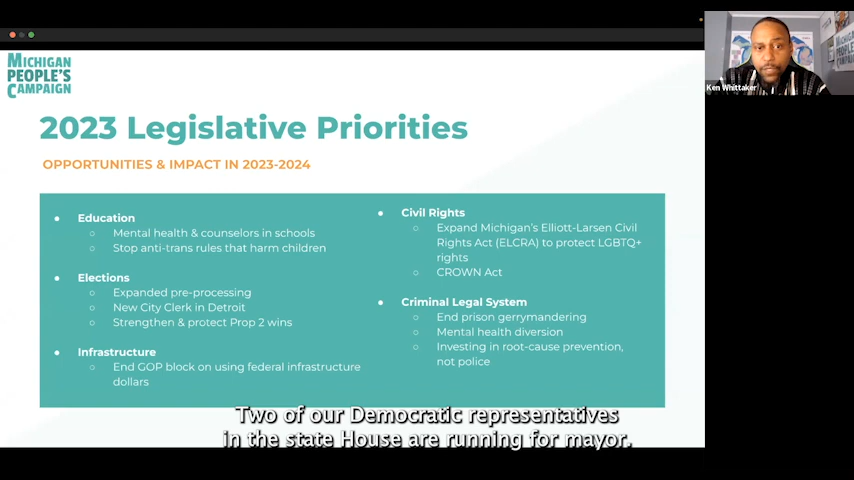 MICHIGAN
PEOPLE'S
CAMPAIGN
2023 Legislative Priorities
OPPORTUNITIES & IMPACT IN 2023-2024
Education
Mental health & counselors in schools
Stop anti-trans rules that harm children
Elections
Expanded pre-processing
New City Clerk in Detroit
Strengthen & protect Prop 2 wins
Infrastructure
End GOP block on using federal infrastructure
dollars
Civil Rights
Expand Michigan's Elliott-Larsen Civil
Rights Act (ELCRA) to protect LGBTQ+
rights
CROWN Act
Criminal Legal System
End prison gerrymandering
Mental health diversion
Investing in root-cause prevention,
not police
MICHIGAN
PEOPLE'S
CAMPAIGN
Ken Whittaker
Two of our Democratic representatives
in the state House are running for mayor.